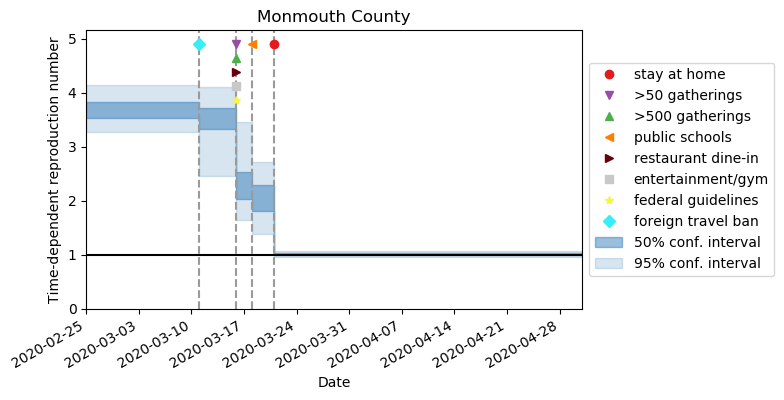 Monmouth County
Time-dependent reproduction number
5
4
3
2
1
0
2020-02-25
2020-03-03
2020-03-10
2020-03-17
2020-03-24
2020-03-31
2020-04-07
2020-04-14
2020-04-21
2020-04-28
Date
stay at home
>50 gatherings
>500 gatherings
public schools
restaurant dine-in
entertainment/gym
federal guidelines
foreign travel ban
50% conf. interval
95% conf. interval